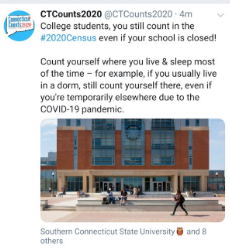 Connecticut
Counts2020
CTCounts2020 @CTCounts2020 · 4m
College students, you still count in the
#2020Census even if your school is closed!
Count yourself where you live & sleep most
of the time – for example, if you usually live
in a dorm, still count yourself there, even if
you're temporarily elsewhere due to the
COVID-19 pandemic.
Southern Connecticut State University and 8
others